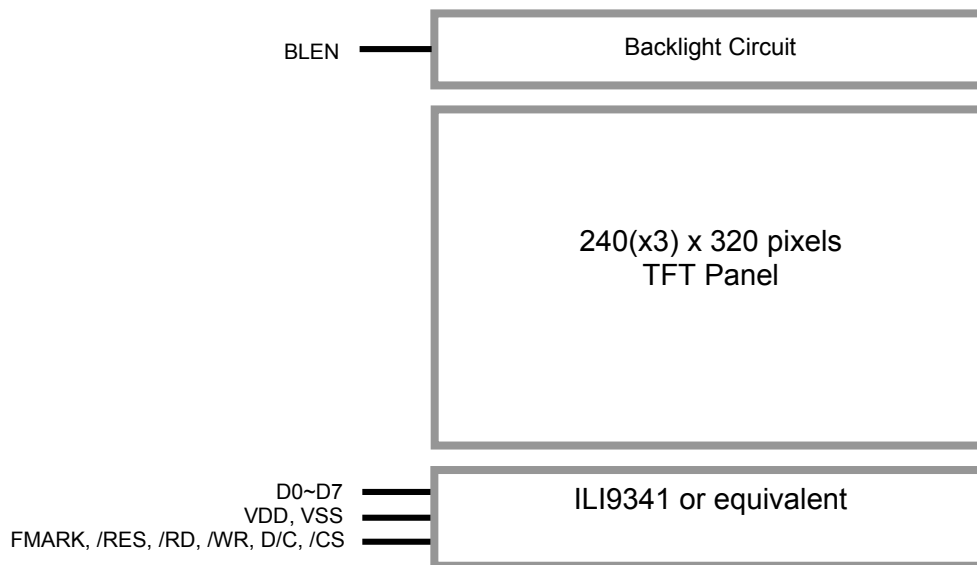 BLEN
Backlight Circuit
240(x3) x 320 pixels
TFT Panel
D0~D7
VDD, VSS
FMARK, /RES, /RD, /WR, D/C, /CS
ILI9341 or equivalent